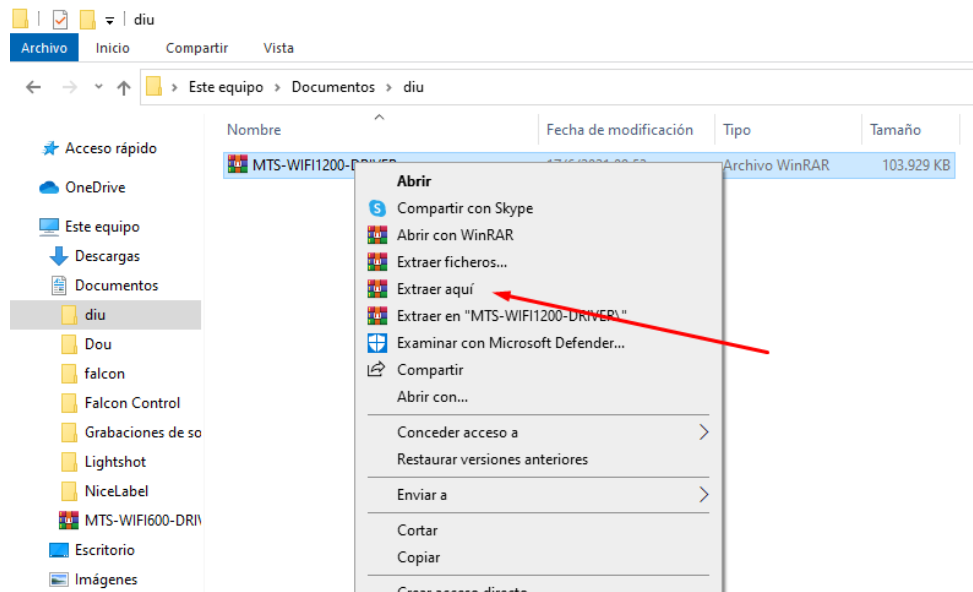 diu
Archivo Inicio Compartir Vista
Este equipo > Documentos > diu
Nombre Fecha de modificación Tipo Tamaño
MTS-WIFI1200- Archivo WinRAR 103.929 KB
Acceso rápido
OneDrive
Este equipo
Descargas
Documentos
diu
Dou
falcon
Falcon Control
Grabaciones de so
Lightshot
NiceLabel
MTS-WIFI600-DRI
Escritorio
Imágenes
Abrir
Compartir con Skype
Abrir con WinRAR
Extraer ficheros...
Extraer aquí
Extraer en "MTS-WIFI1200-DRIVER\"
Examinar con Microsoft Defender...
Compartir
Abrir con...
Conceder acceso a
Restaurar versiones anteriores
Enviar a
Cortar
Copiar